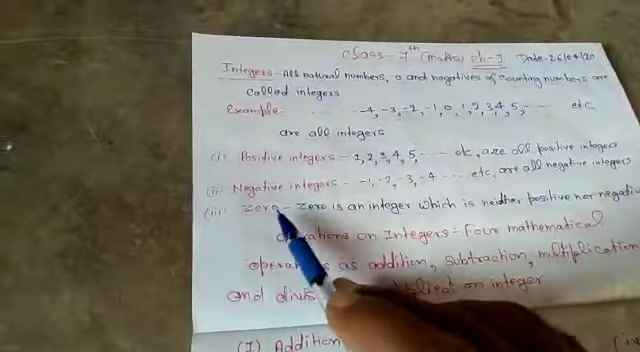 Class - 7th (maths) ch-1 Date-26/04/20
Integers - All natural numbers, 0 and negatives of counting numbers are
called integers
Example- ...... -4, -3, -2, -1, 0, 1, 2, 3, 4, 5, ...... etc
are all integers
(i) Positive integers - 1, 2, 3, 4, 5, ...... etc, are all positive integers
(ii) Negative integers - -1, -2, -3, -4 ...... etc, are all negative integers
(iii) Zero - Zero is an integer which is neither positive nor negative
on Integers - Four mathematical
as addition, subtraction, multiplication
and an integer
(I) Addition